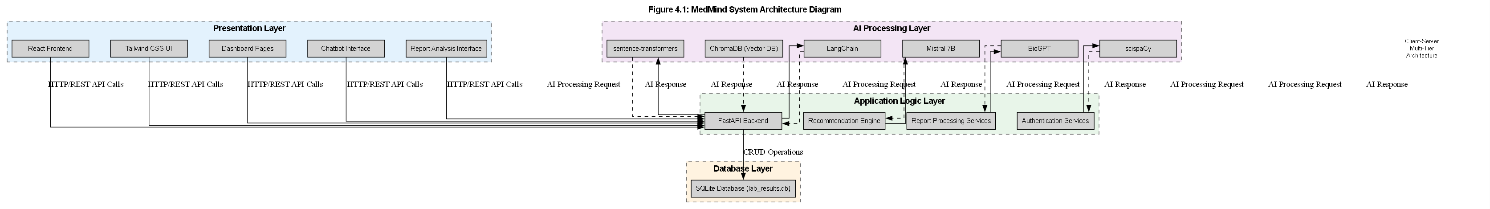 Figure 4.1: MedMind System Architecture Diagram
Presentation Layer
AI Processing Layer
React Frontend
Tailwind CSS UI
Dashboard Pages
Chatbot Interface
Report Analysis Interface
sentence-transformers
ChromaDB (Vector DB)
LangChain
Mistral 7B
BioGPT
scispaCy
Client-Server
Multi-Tier
Architecture
HTTP/REST API Calls
HTTP/REST API Calls
HTTP/REST API Calls
HTTP/REST API Calls
HTTP/REST API Calls
AI Processing Request
AI Response
AI Response
AI Processing Request
AI Response
AI Processing Request
AI Response
AI Processing Request
AI Processing Request
AI Response
Application Logic Layer
FastAPI Backend
Recommendation Engine
Report Processing Services
Authentication Services
CRUD Operations
Database Layer
SQLite Database (lab_results.db)